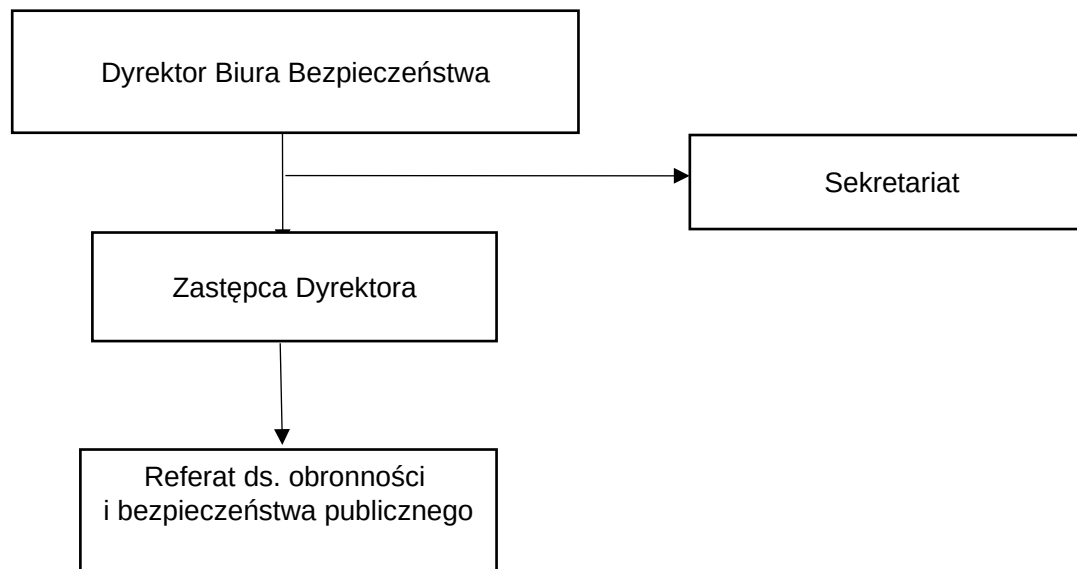 Dyrektor Biura Bezpieczeństwa
Sekretariat
Zastępca Dyrektora
Referat ds. obronności
i bezpieczeństwa publicznego